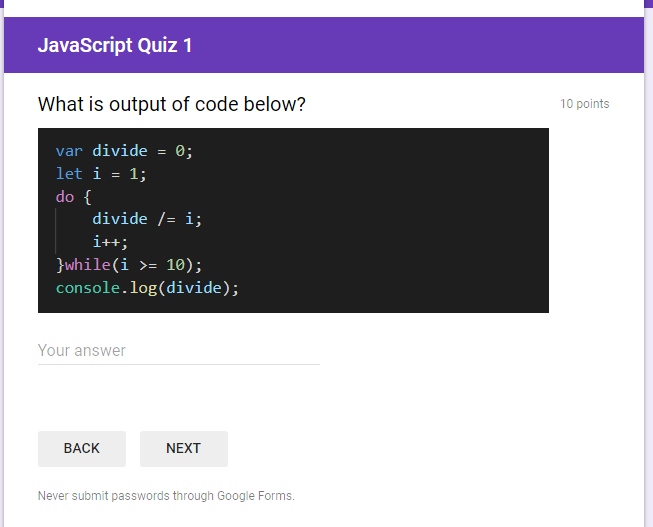 JavaScript Quiz 1
What is output of code below?
10 points
var divide = 0;
let i = 1;
do {
    divide /= i;
    i++;
}while(i >= 10);
console.log(divide);
Your answer
BACK
NEXT
Never submit passwords through Google Forms.